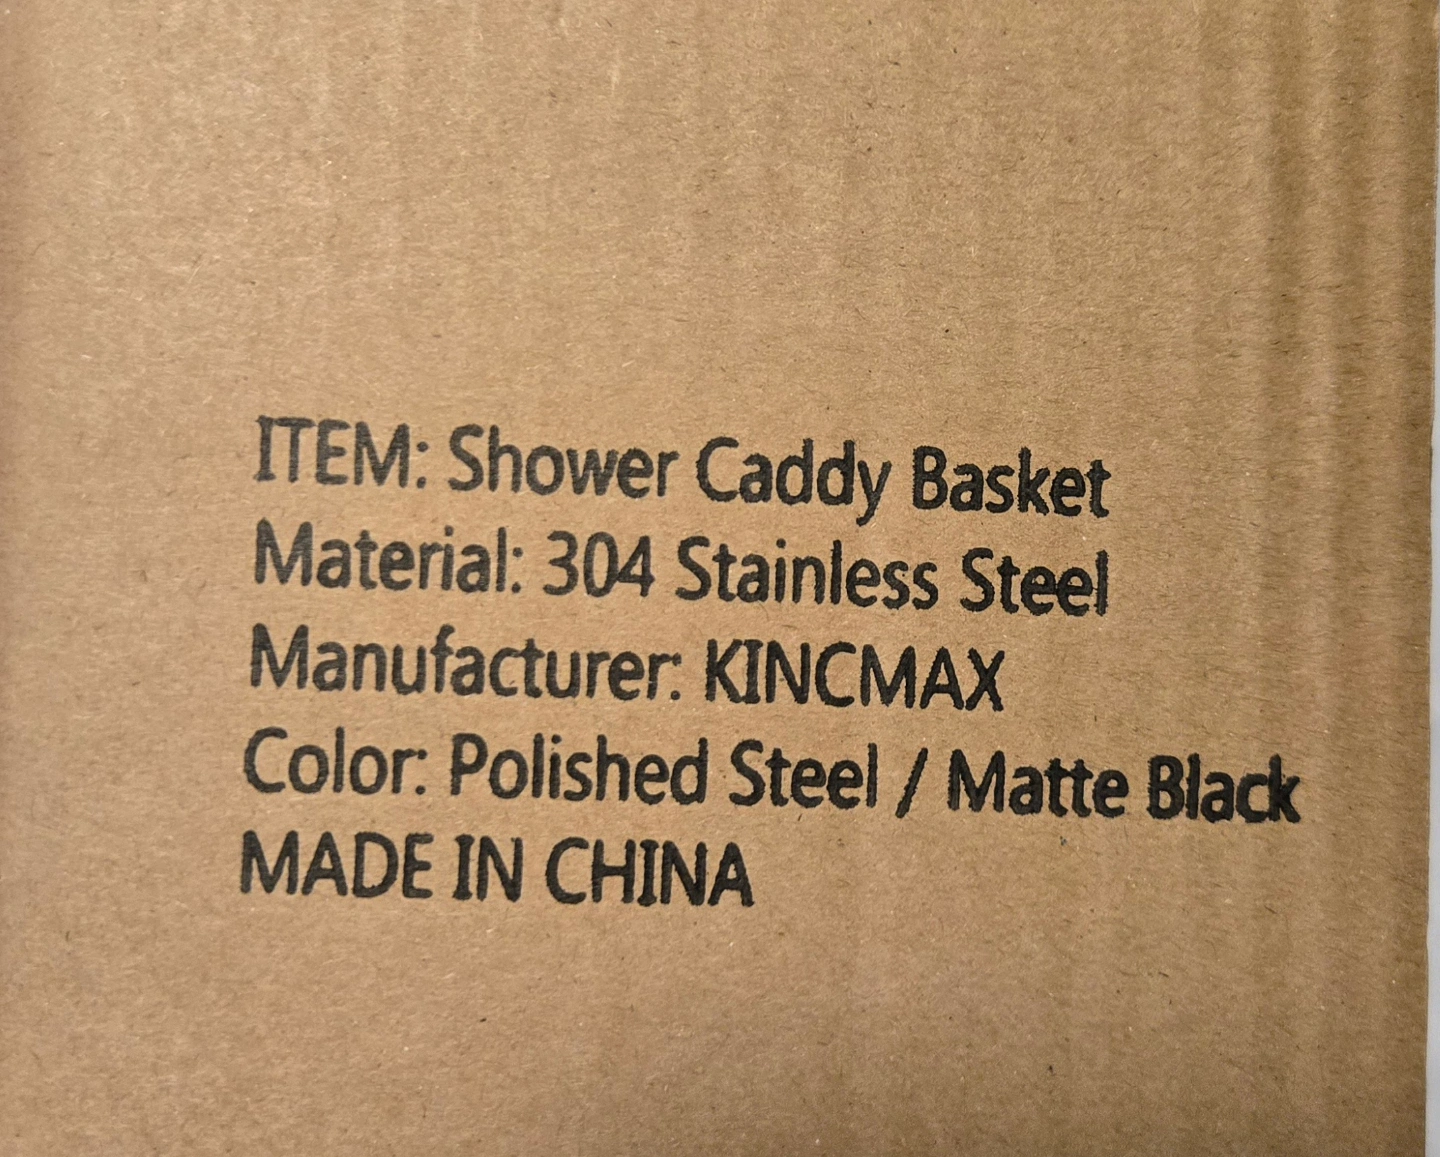 ITEM: Shower Caddy Basket
Material: 304 Stainless Steel
Manufacturer: KINCMAX
Color: Polished Steel / Matte Black
MADE IN CHINA